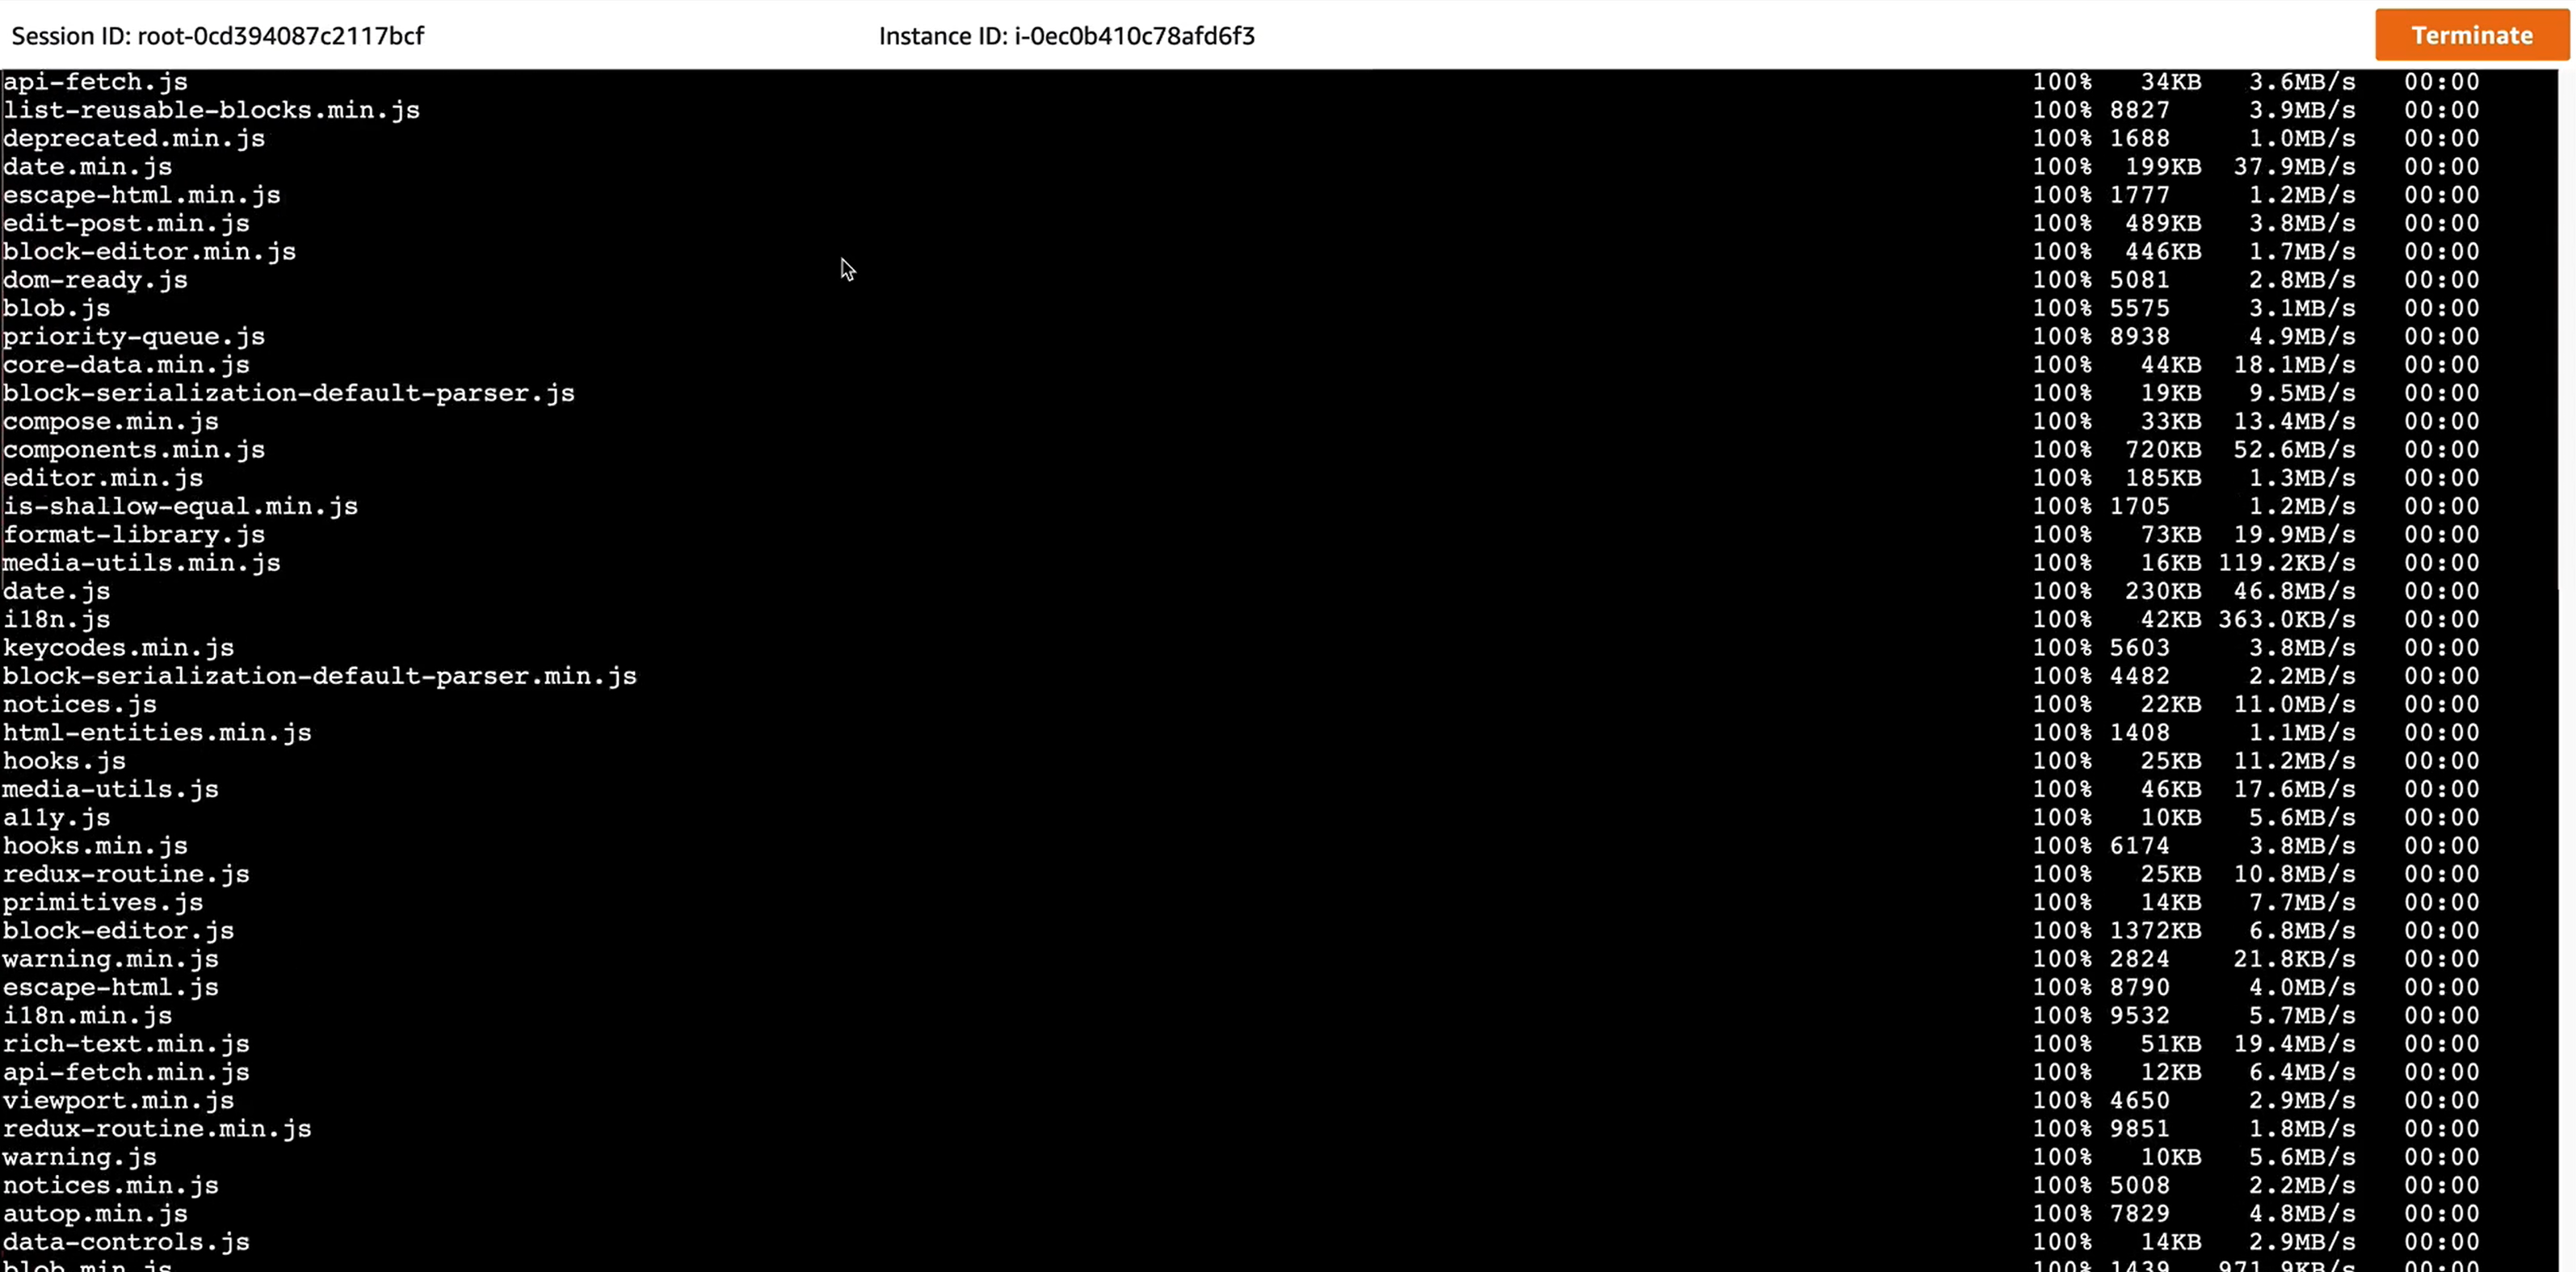 Session ID: root-0cd394087c2117bcf Instance ID: i-0ec0b410c78afd6f3 Terminate
api-fetch.js 100% 34KB 3.6MB/s 00:00
list-reusable-blocks.min.js 100% 8827 3.9MB/s 00:00
deprecated.min.js 100% 1688 1.0MB/s 00:00
date.min.js 100% 199KB 37.9MB/s 00:00
escape-html.min.js 100% 1777 1.2MB/s 00:00
edit-post.min.js 100% 489KB 3.8MB/s 00:00
block-editor.min.js 100% 446KB 1.7MB/s 00:00
dom-ready.js 100% 5081 2.8MB/s 00:00
blob.js 100% 5575 3.1MB/s 00:00
priority-queue.js 100% 8938 4.9MB/s 00:00
core-data.min.js 100% 44KB 18.1MB/s 00:00
block-serialization-default-parser.js 100% 19KB 9.5MB/s 00:00
compose.min.js 100% 33KB 13.4MB/s 00:00
components.min.js 100% 720KB 52.6MB/s 00:00
editor.min.js 100% 185KB 1.3MB/s 00:00
is-shallow-equal.min.js 100% 1705 1.2MB/s 00:00
format-library.js 100% 73KB 19.9MB/s 00:00
media-utils.min.js 100% 16KB 119.2KB/s 00:00
date.js 100% 230KB 46.8MB/s 00:00
i18n.js 100% 42KB 363.0KB/s 00:00
keycodes.min.js 100% 5603 3.8MB/s 00:00
block-serialization-default-parser.min.js 100% 4482 2.2MB/s 00:00
notices.js 100% 22KB 11.0MB/s 00:00
html-entities.min.js 100% 1408 1.1MB/s 00:00
hooks.js 100% 25KB 11.2MB/s 00:00
media-utils.js 100% 46KB 17.6MB/s 00:00
a11y.js 100% 10KB 5.6MB/s 00:00
hooks.min.js 100% 6174 3.8MB/s 00:00
redux-routine.js 100% 25KB 10.8MB/s 00:00
primitives.js 100% 14KB 7.7MB/s 00:00
block-editor.js 100% 1372KB 6.8MB/s 00:00
warning.min.js 100% 2824 21.8KB/s 00:00
escape-html.js 100% 8790 4.0MB/s 00:00
i18n.min.js 100% 9532 5.7MB/s 00:00
rich-text.min.js 100% 51KB 19.4MB/s 00:00
api-fetch.min.js 100% 12KB 6.4MB/s 00:00
viewport.min.js 100% 4650 2.9MB/s 00:00
redux-routine.min.js 100% 9851 1.8MB/s 00:00
warning.js 100% 10KB 5.6MB/s 00:00
notices.min.js 100% 5008 2.2MB/s 00:00
autop.min.js 100% 7829 4.8MB/s 00:00
data-controls.js 100% 14KB 2.9MB/s 00:00
blob.min.js 100% 1439 971.9KB/s 00:00